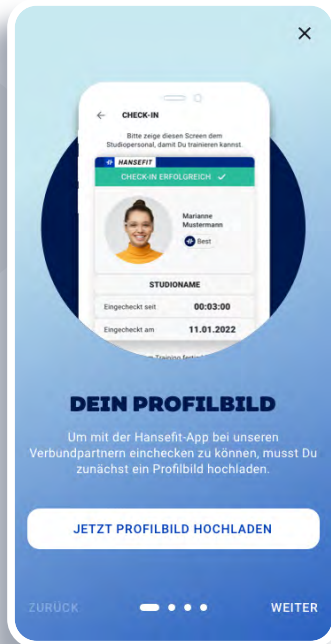 CHECK-IN
Bitte zeige diesen Screen dem
Studiopersonal, damit Du trainieren kannst
HANSEFIT
CHECK-IN ERFOLGREICH
Marianne
Mustermann
Best
STUDIONAME
Eingecheckt seit 00:03:00
Eingecheckt am 11.01.2022
DEIN PROFILBILD
Um mit der Hansefit-App bei unseren
Verbundpartnern einchecken zu können, musst Du
zunächst ein Profilbild hochladen.
JETZT PROFILBILD HOCHLADEN
ZURÜCK WEITER